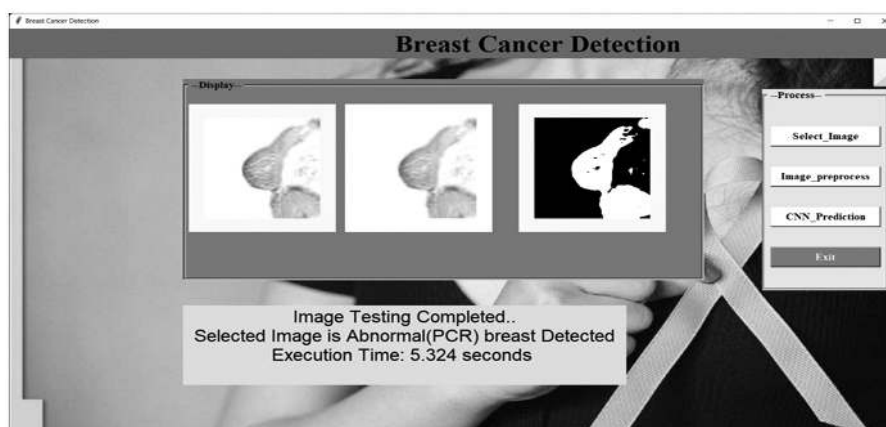 Breast Cancer Detection
Breast Cancer Detection
--Display--
--Process--
Select_Image
Image_preprocess
CNN_Prediction
Exit
Image Testing Completed..
Selected Image is Abnormal(PCR) breast Detected
Execution Time: 5.324 seconds